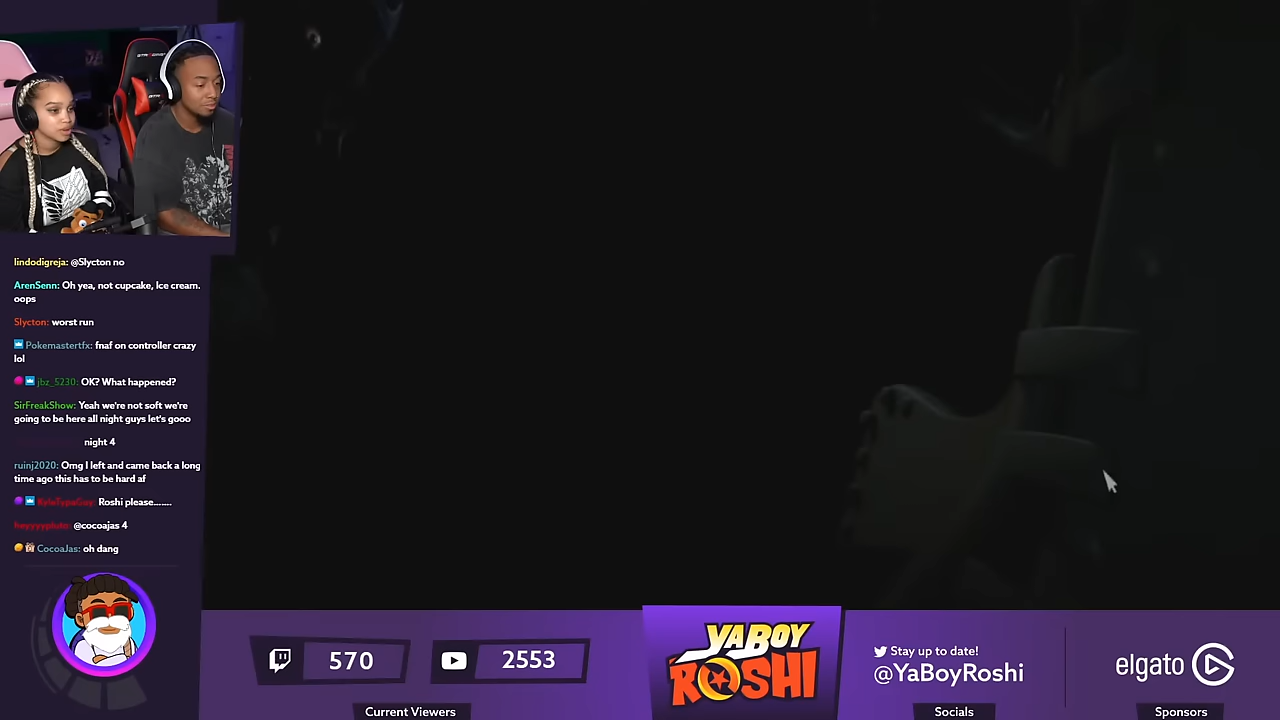 lindodigreja: @Slycton no
ArenSenn: Oh yea, not cupcake, Ice cream.
oops
Slycton: worst run
Pokemastertfx: fnaf on controller crazy
lol
jbz_5230: OK? What happened?
SirFreakShow: Yeah we're not soft we're
going to be here all night guys let's gooo
night 4
ruinj2020: Omg I left and came back a long
time ago this has to be hard af
KyleTypeGuy: Roshi please.......
heyyyypluto: @cocoajas 4
CocoaJas: oh dang
570
2553
Current Viewers
YABOY
ROSHI
Stay up to date!
@YaBoyRoshi
Socials
elgato
Sponsors